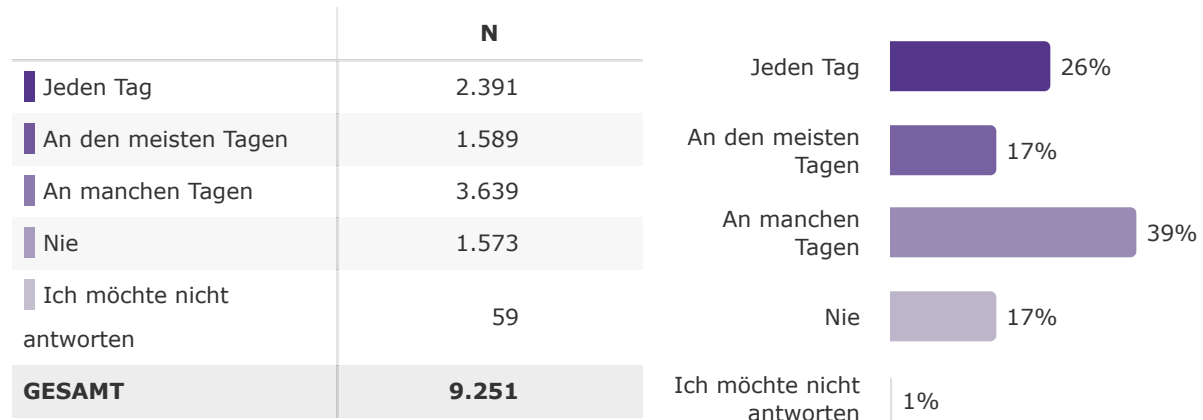 N
Jeden Tag 2.391
An den meisten Tagen 1.589
An manchen Tagen 3.639
Nie 1.573
Ich möchte nicht
antworten 59
GESAMT 9.251
Jeden Tag 26%
An den meisten
Tagen 17%
An manchen
Tagen 39%
Nie 17%
Ich möchte nicht
antworten 1%